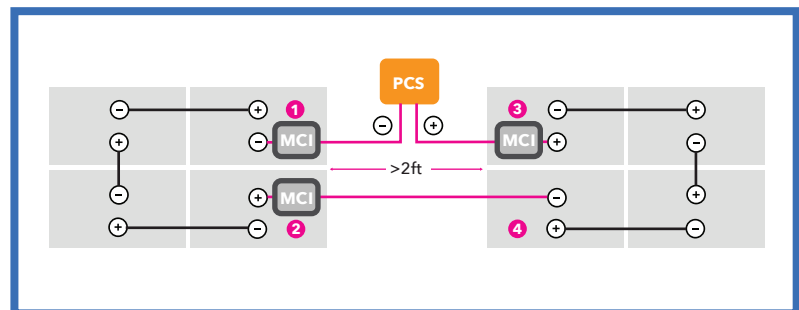 PCS
1
3
− + − + − +
MCI
MCI
+ − − + + −
>2ft
− + − +
MCI
+ − 2 4 + −